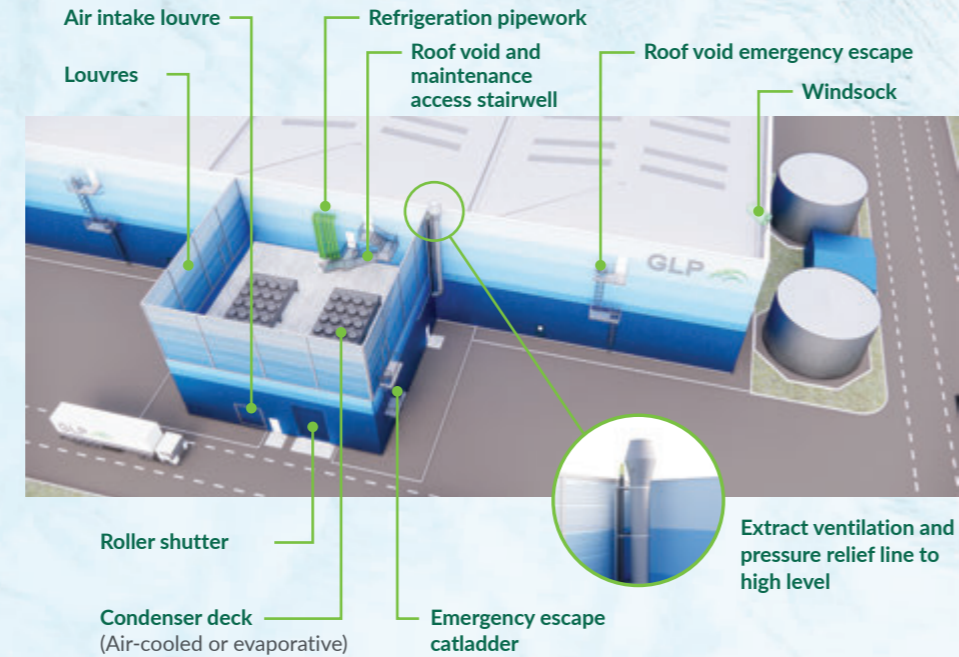 Air intake louvre
Refrigeration pipework
Louvres
Roof void and
maintenance
access stairwell
Roof void emergency escape
Windsock
GLP
GLP
Roller shutter
Condenser deck
(Air-cooled or evaporative)
Emergency escape
catladder
Extract ventilation and
pressure relief line to
high level